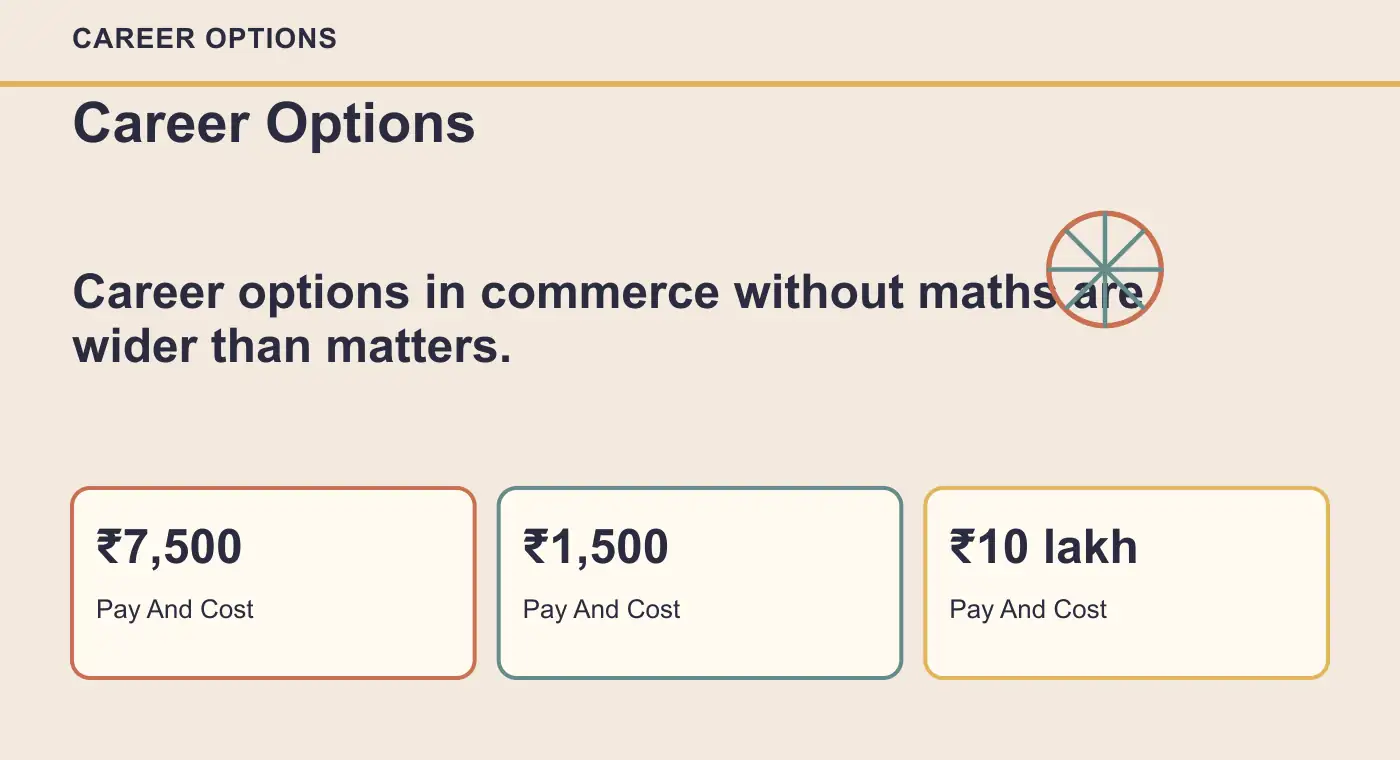 CAREER OPTIONS
Career Options
Career options in commerce without maths are
wider than matters.
₹7,500
Pay And Cost
₹1,500
Pay And Cost
₹10 lakh
Pay And Cost